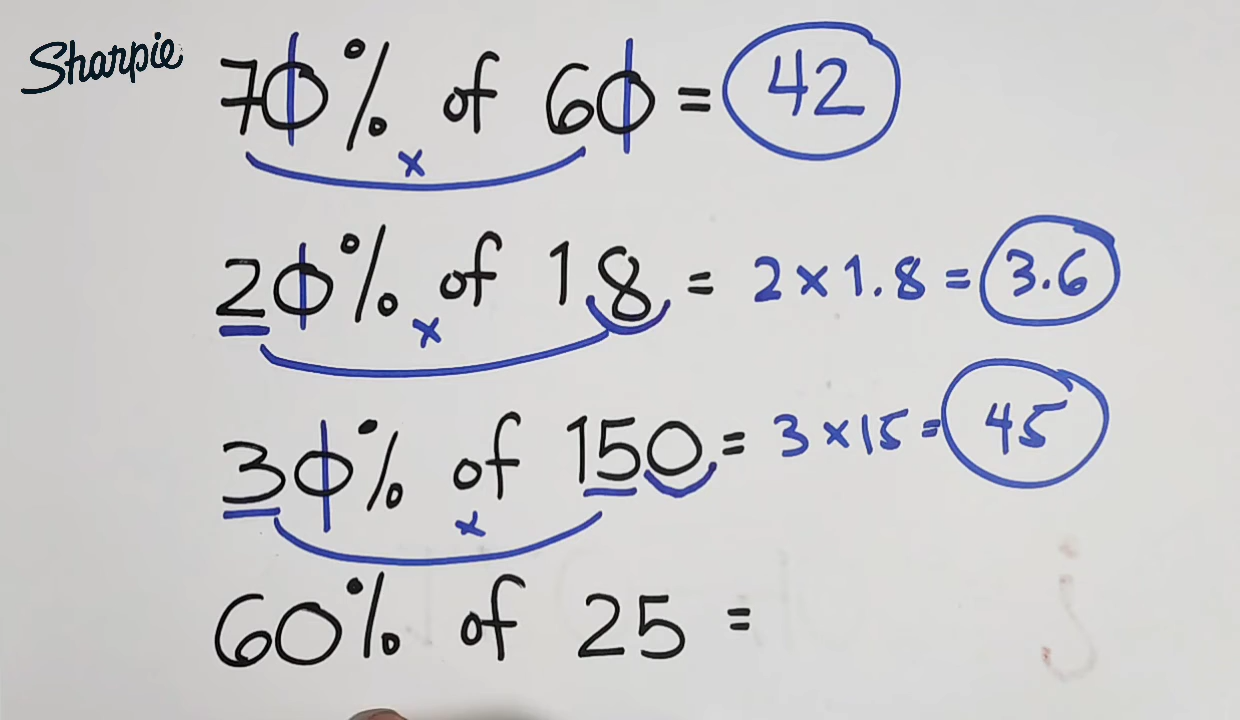 Sharpie
70% of 60 = 42
x
20% of 18 = 2 x 1.8 = 3.6
x
30% of 150 = 3 x 15 = 45
x
60% of 25 =